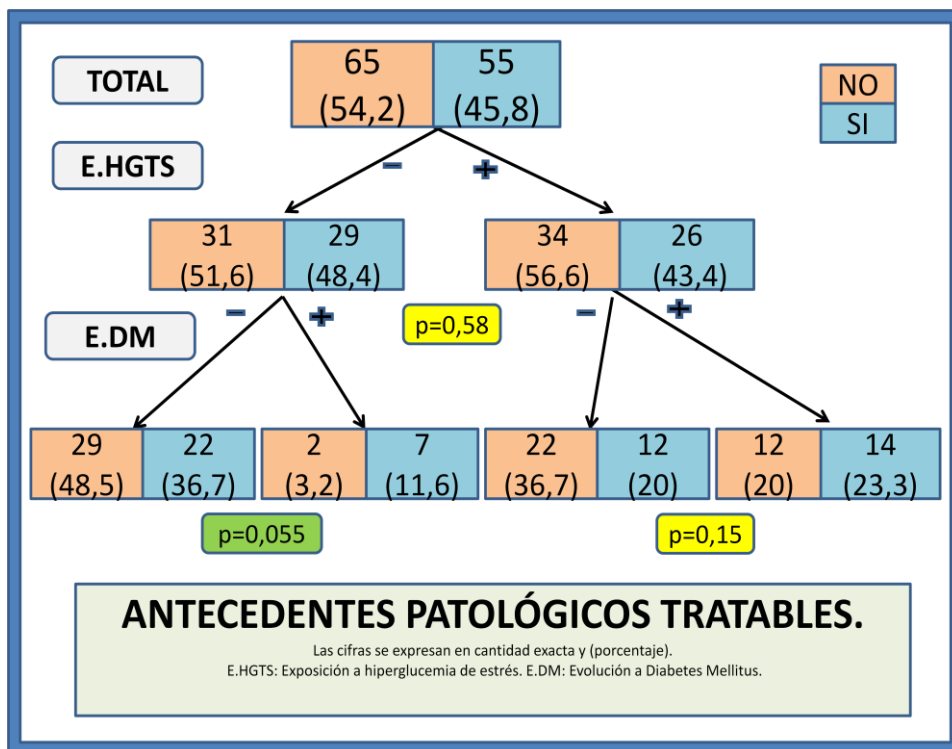 TOTAL
65 55
(54,2) (45,8)
NO
SI
E.HGTS
− +
31 29 34 26
(51,6) (48,4) (56,6) (43,4)
− + − +
E.DM
p=0,58
29 22 2 7 22 12 12 14
(48,5) (36,7) (3,2) (11,6) (36,7) (20) (20) (23,3)
p=0,055 p=0,15
ANTECEDENTES PATOLÓGICOS TRATABLES.
Las cifras se expresan en cantidad exacta y (porcentaje).
E.HGTS: Exposición a hiperglucemia de estrés. E.DM: Evolución a Diabetes Mellitus.